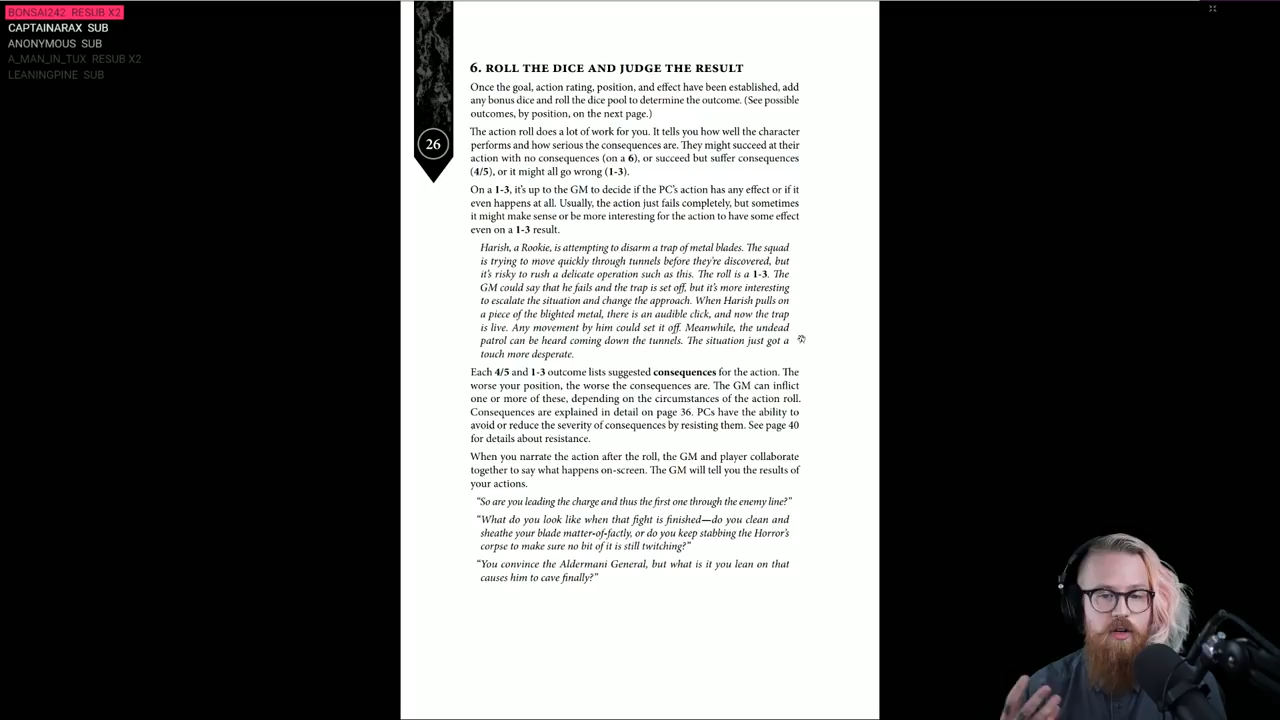 BONSAI242 RESUB X2
CAPTAINARAX SUB
ANONYMOUS SUB
A_MAN_IN_TUX RESUB X2
LEANINGPINE SUB
26
6. ROLL THE DICE AND JUDGE THE RESULT
Once the goal, action rating, position, and effect have been established, add
any bonus dice and roll the dice pool to determine the outcome. (See possible
outcomes, by position, on the next page.)
The action roll does a lot of work for you. It tells you how well the character
performs and how serious the consequences are. They might succeed at their
action with no consequences (on a 6), or succeed but suffer consequences
(4/5), or it might all go wrong (1-3).
On a 1-3, it's up to the GM to decide if the PC's action has any effect or if it
even happens at all. Usually, the action just fails completely, but sometimes
it might make sense or be more interesting for the action to have some effect
even on a 1-3 result.
Harish, a Rookie, is attempting to disarm a trap of metal blades. The squad
is trying to move quickly through tunnels before they're discovered, but
it's risky to rush a delicate operation such as this. The roll is a 1-3. The
GM could say that he fails and the trap is set off, but it's more interesting
to escalate the situation and change the approach. When Harish pulls on
a piece of the blighted metal, there is an audible click, and now the trap
is live. Any movement by him could set it off. Meanwhile, the undead
patrol can be heard coming down the tunnels. The situation just got a
touch more desperate.
Each 4/5 and 1-3 outcome lists suggested consequences for the action. The
worse your position, the worse the consequences are. The GM can inflict
one or more of these, depending on the circumstances of the action roll.
Consequences are explained in detail on page 36. PCs have the ability to
avoid or reduce the severity of consequences by resisting them. See page 40
for details about resistance.
When you narrate the action after the roll, the GM and player collaborate
together to say what happens on-screen. The GM will tell you the results of
your actions.
"So are you leading the charge and thus the first one through the enemy line?"
"What do you look like when that fight is finished—do you clean and
sheathe your blade matter-of-factly, or do you keep stabbing the Horror's
corpse to make sure no bit of it is still twitching?"
"You convince the Aldermani General, but what is it you lean on that
causes him to cave finally?"